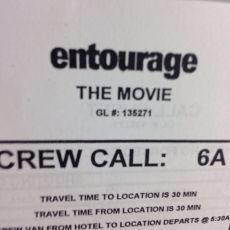 entourage
THE MOVIE
GL #: 135271
CREW CALL: 6A
TRAVEL TIME TO LOCATION IS 30 MIN
TRAVEL TIME FROM LOCATION IS 30 MIN
VAN FROM HOTEL TO LOCATION DEPARTS @ 5:30A